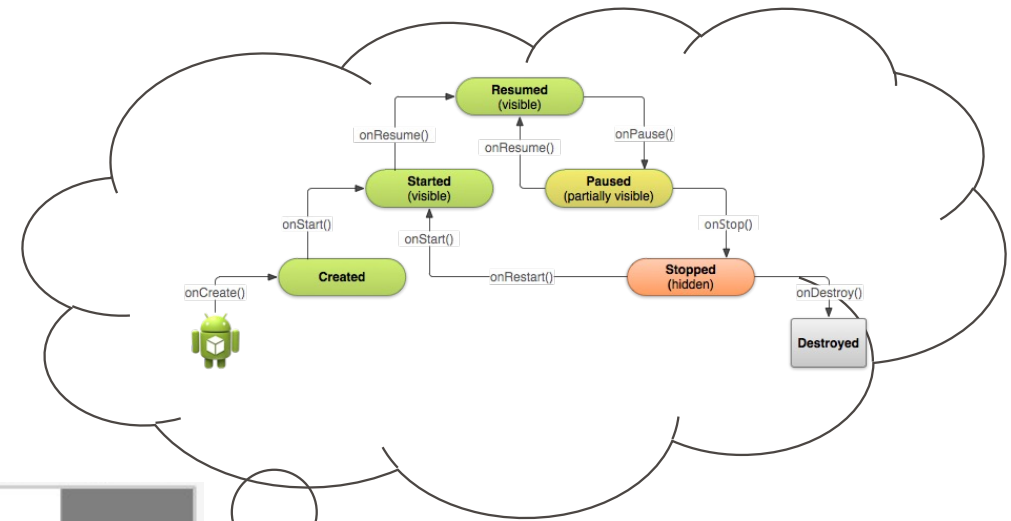 Resumed
(visible)
onResume()
onPause()
onResume()
Started
(visible)
Paused
(partially visible)
onStart()
onStart()
onStop()
Created
onRestart()
Stopped
(hidden)
onCreate()
onDestroy()
Destroyed